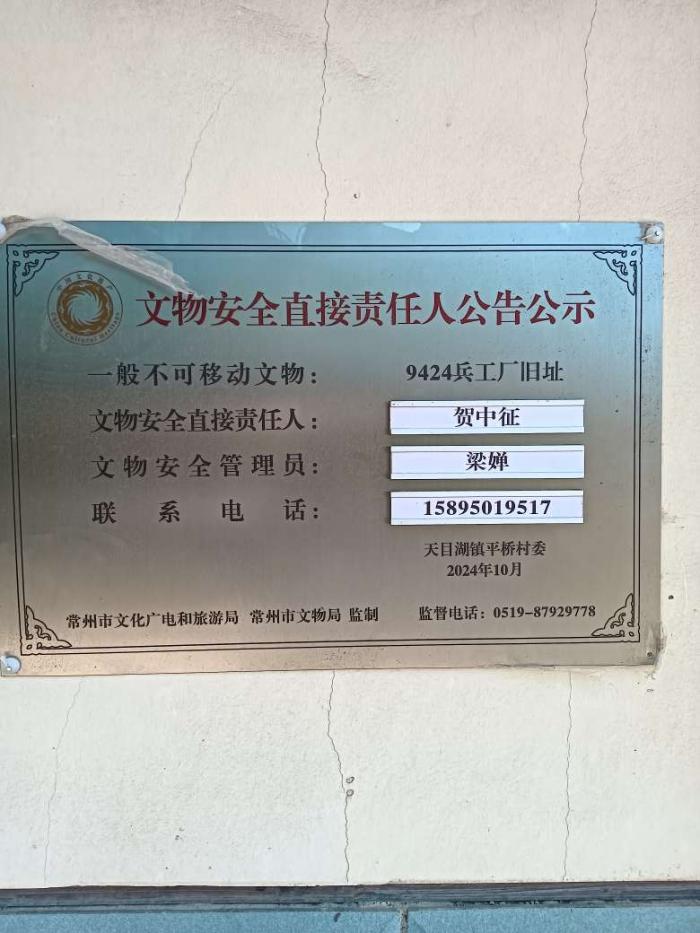 文物安全直接责任人公告公示
一般不可移动文物： 9424兵工厂旧址
文物安全直接责任人： 贺中征
文物安全管理员： 梁婵
联系电话： 15895019517
天目湖镇平桥村委
2024年10月
常州市文化广电和旅游局 常州市文物局 监制 监督电话：0519-87929778